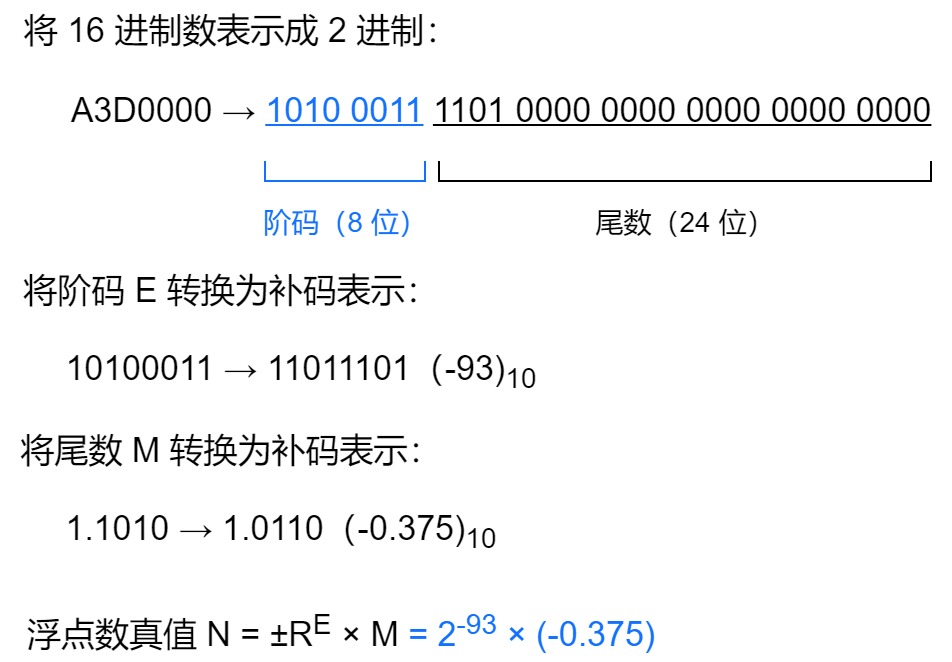 将 16 进制数表示成 2 进制：
A3D0000 → 1010 0011 1101 0000 0000 0000 0000 0000
阶码（8 位） 尾数（24 位）
将阶码 E 转换为补码表示：
10100011 → 11011101（-93)10
将尾数 M 转换为补码表示：
1.1010 → 1.0110（-0.375)10
浮点数真值 N = ±R^E × M = 2^-93 × (-0.375)